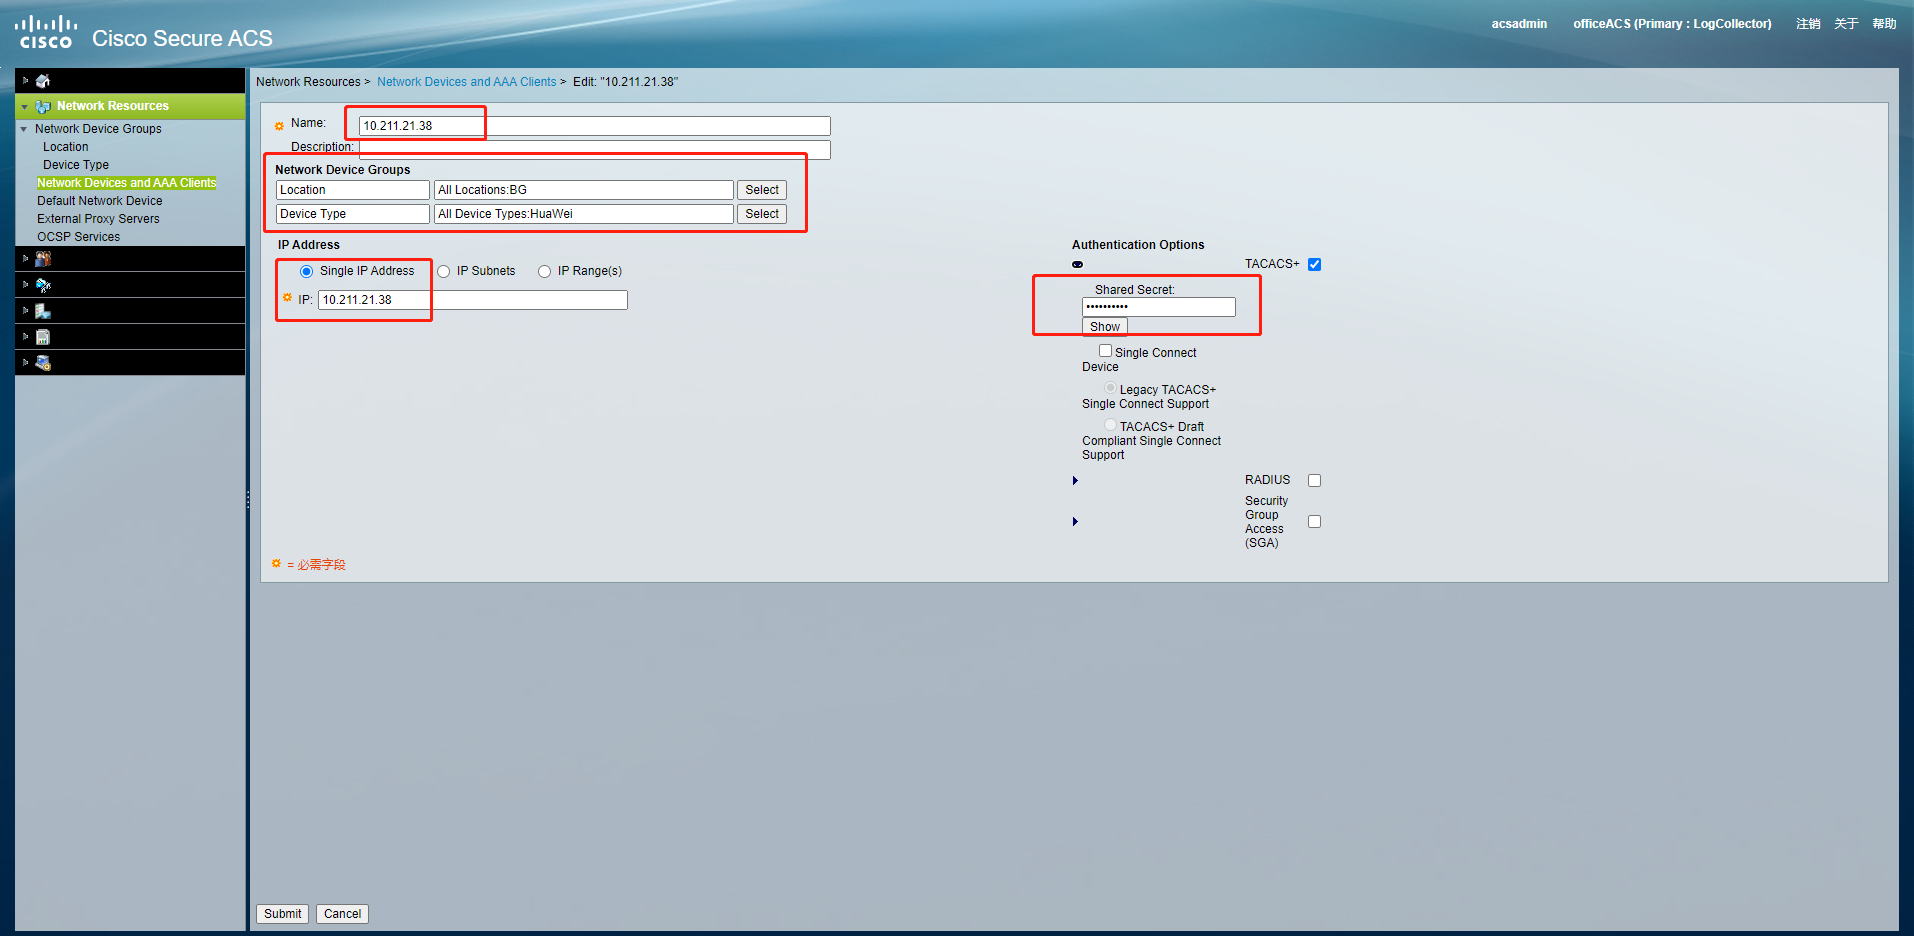 CISCO Cisco Secure ACS
acsadmin officeACS (Primary : LogCollector) 注销 关于 帮助
Network Resources
Network Device Groups
Location
Device Type
Network Devices and AAA Clients
Default Network Device
External Proxy Servers
OCSP Services
Network Resources > Network Devices and AAA Clients > Edit: "10.211.21.38"
Name: 10.211.21.38
Description:
Network Device Groups
Location All Locations:BG Select
Device Type All Device Types:HuaWei Select
IP Address
Single IP Address IP Subnets IP Range(s)
IP: 10.211.21.38
Authentication Options
TACACS+
Shared Secret:
••••••••••
Show
Single Connect
Device
Legacy TACACS+
Single Connect Support
TACACS+ Draft
Compliant Single Connect
Support
RADIUS
Security
Group
Access
(SGA)
= 必需字段
Submit Cancel